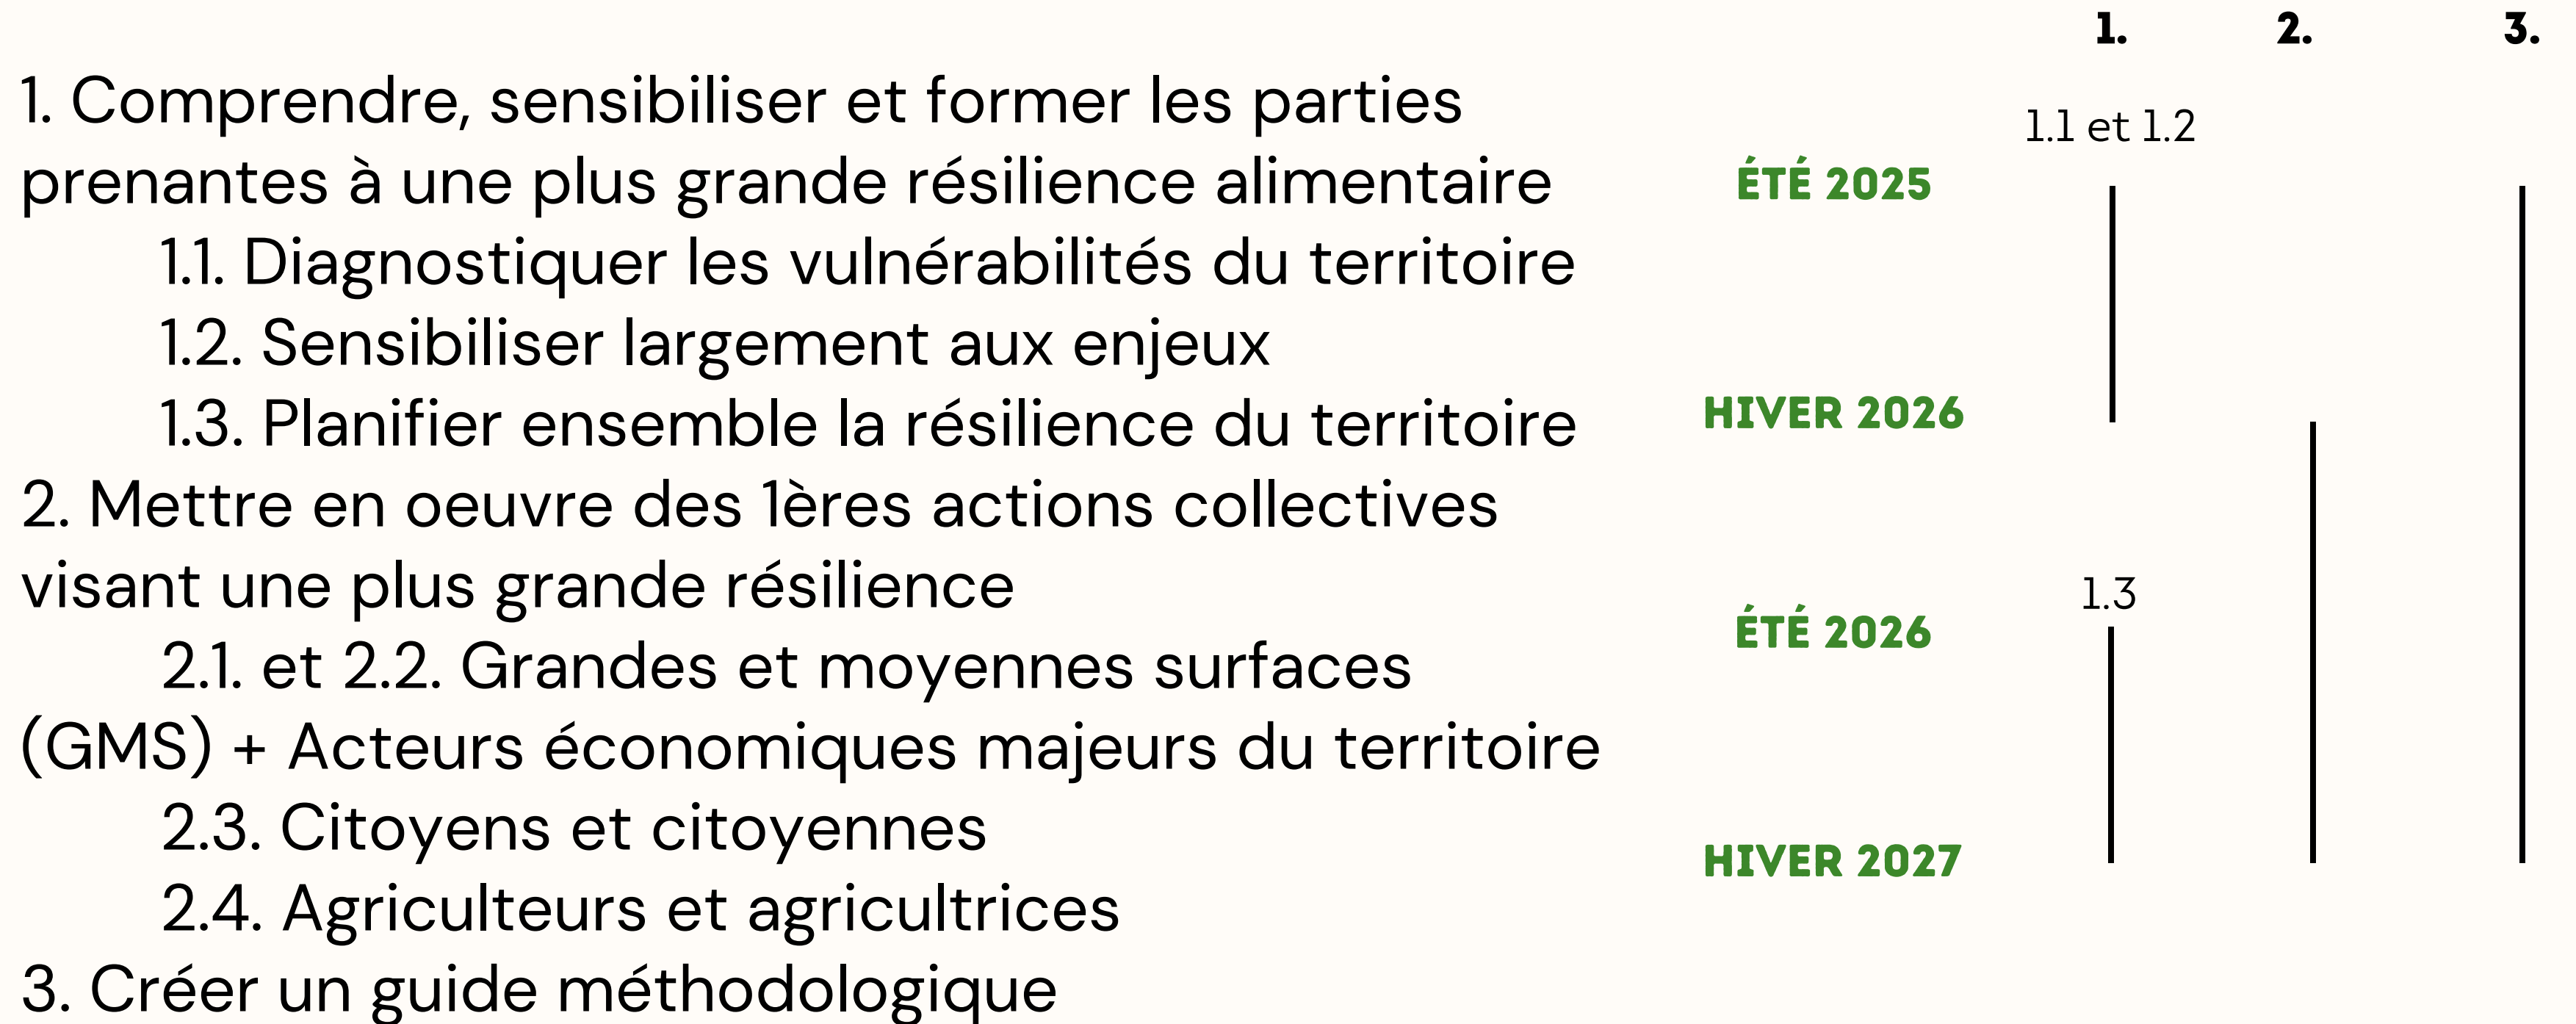 1. Comprendre, sensibiliser et former les parties
prenantes à une plus grande résilience alimentaire
1.1. Diagnostiquer les vulnérabilités du territoire
1.2. Sensibiliser largement aux enjeux
1.3. Planifier ensemble la résilience du territoire
2. Mettre en oeuvre des 1ères actions collectives
visant une plus grande résilience
2.1. et 2.2. Grandes et moyennes surfaces
(GMS) + Acteurs économiques majeurs du territoire
2.3. Citoyens et citoyennes
2.4. Agriculteurs et agricultrices
3. Créer un guide méthodologique
1. 2. 3.
1.1 et 1.2
ÉTÉ 2025
HIVER 2026
1.3
ÉTÉ 2026
HIVER 2027